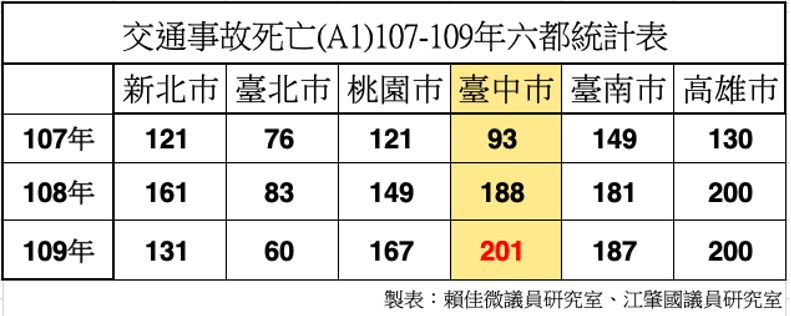 交通事故死亡(A1)107-109年六都統計表
新北市 臺北市 桃園市 臺中市 臺南市 高雄市
107年 121 76 121 93 149 130
108年 161 83 149 188 181 200
109年 131 60 167 201 187 200
製表：賴佳微議員研究室、江肇國議員研究室